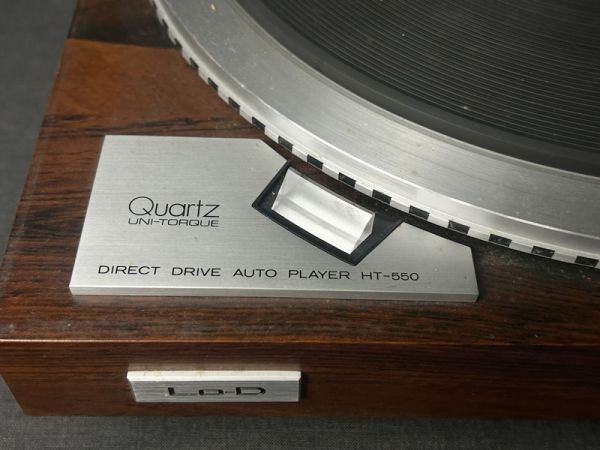 Quartz
UNI-TORQUE
DIRECT DRIVE AUTO PLAYER HT-550
Lo-D